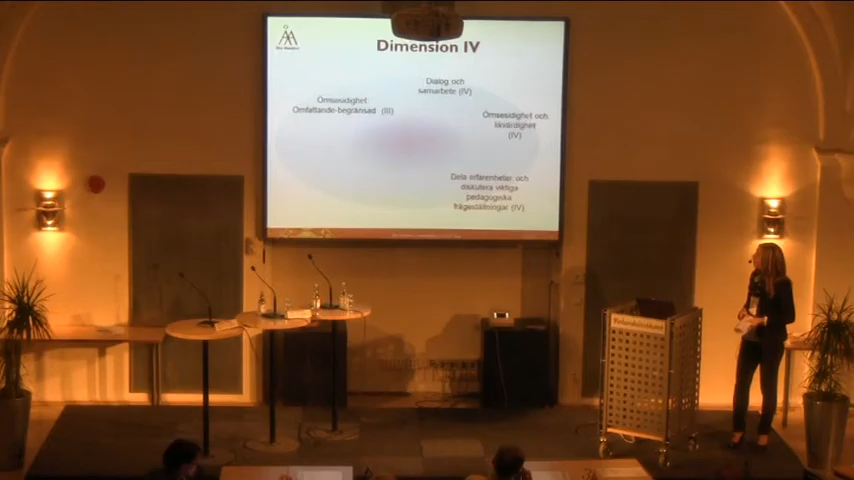 Dimension IV
Dialog och
samarbete (IV)
Ömsesidighet
Omfattande-begränsad (III)
Ömsesidighet och
likvärdighet
(IV)
Dela erfarenheter och
diskutera viktiga
pedagogiska
frågeställningar (IV)